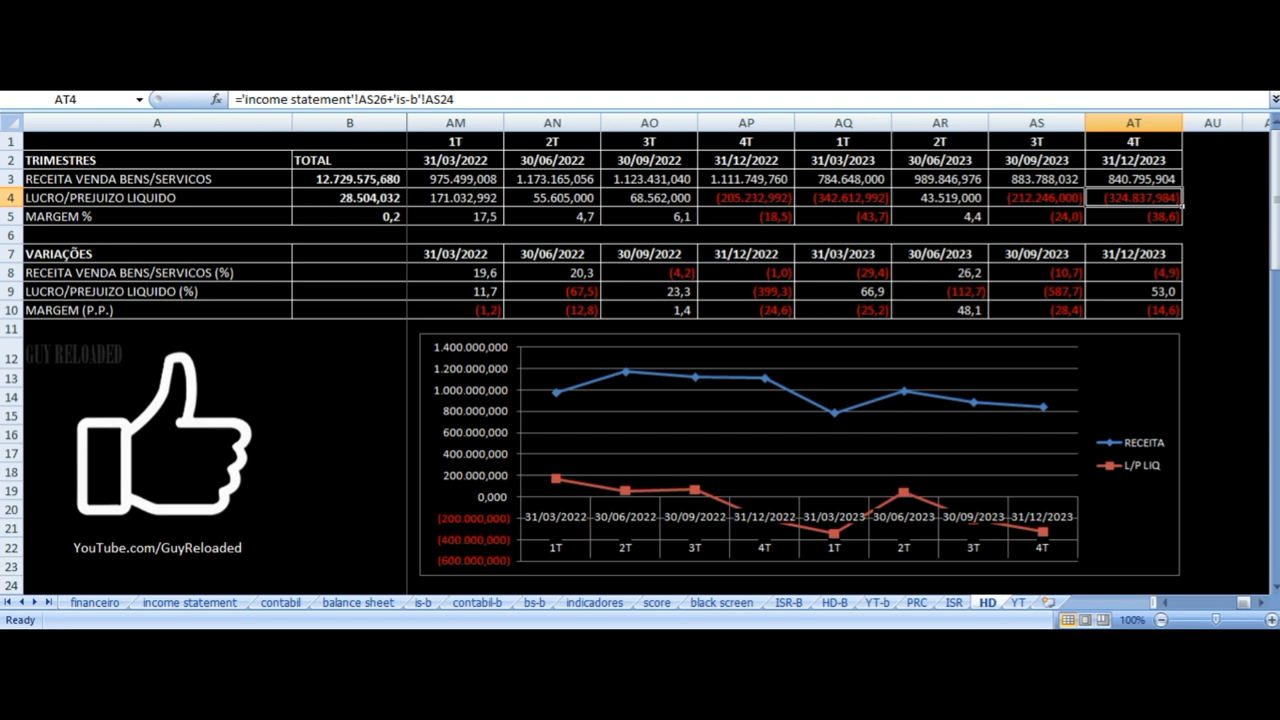 AT4 fx ='income statement'!AS26+'is-b'!AS24
A B AM AN AO AP AQ AR AS AT AU
1 1T 2T 3T 4T 1T 2T 3T 4T
2 TRIMESTRES TOTAL 31/03/2022 30/06/2022 30/09/2022 31/12/2022 31/03/2023 30/06/2023 30/09/2023 31/12/2023
3 RECEITA VENDA BENS/SERVICOS 12.729.575,680 975.499,008 1.173.165,056 1.123.431,040 1.111.749,760 784.648,000 989.846,976 883.788,032 840.795,904
4 LUCRO/PREJUIZO LIQUIDO 28.504,032 171.032,992 55.605,000 68.562,000 (205.232,992) (342.612,992) 43.519,000 (212.246,000) (324.837,984)
5 MARGEM % 0,2 17,5 4,7 6,1 (18,5) (43,7) 4,4 (24,0) (38,6)
6
7 VARIAÇÕES 31/03/2022 30/06/2022 30/09/2022 31/12/2022 31/03/2023 30/06/2023 30/09/2023 31/12/2023
8 RECEITA VENDA BENS/SERVICOS (%) 19,6 20,3 (4,2) (1,0) (29,4) 26,2 (10,7) (4,9)
9 LUCRO/PREJUIZO LIQUIDO (%) 11,7 (67,5) 23,3 (399,3) 66,9 (112,7) (587,7) 53,0
10 MARGEM (P.P.) (1,2) (12,8) 1,4 (24,6) (25,2) 48,1 (28,4) (14,6)
11
12 GUY RELOADED
13
14
15
16
17
18
19
20
21
22
23
24
YouTube.com/GuyReloaded
1.400.000,000
1.200.000,000
1.000.000,000
800.000,000
600.000,000
400.000,000
200.000,000
0,000
(200.000,000)
(400.000,000)
(600.000,000)
31/03/2022 30/06/2022 30/09/2022 31/12/2022 31/03/2023 30/06/2023 30/09/2023 31/12/2023
1T 2T 3T 4T 1T 2T 3T 4T
RECEITA
L/P LIQ
financeiro income statement contabil balance sheet is-b contabil-b bs-b indicadores score black screen ISR-B HD-B YT-b PRC ISR HD YT
Ready 100%